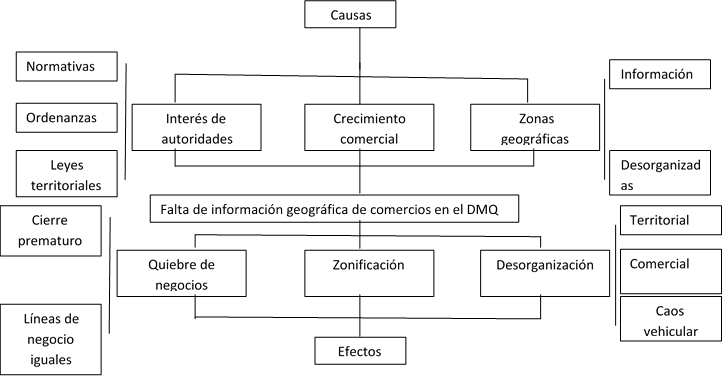 Causas
Normativas
Información
Ordenanzas
Interés de
autoridades
Crecimiento
comercial
Zonas
geográficas
Leyes
territoriales
Desorganizad
as
Falta de información geográfica de comercios en el DMQ
Cierre
prematuro
Territorial
Quiebre de
negocios
Zonificación
Desorganización
Comercial
Líneas de
negocio
iguales
Caos
vehicular
Efectos